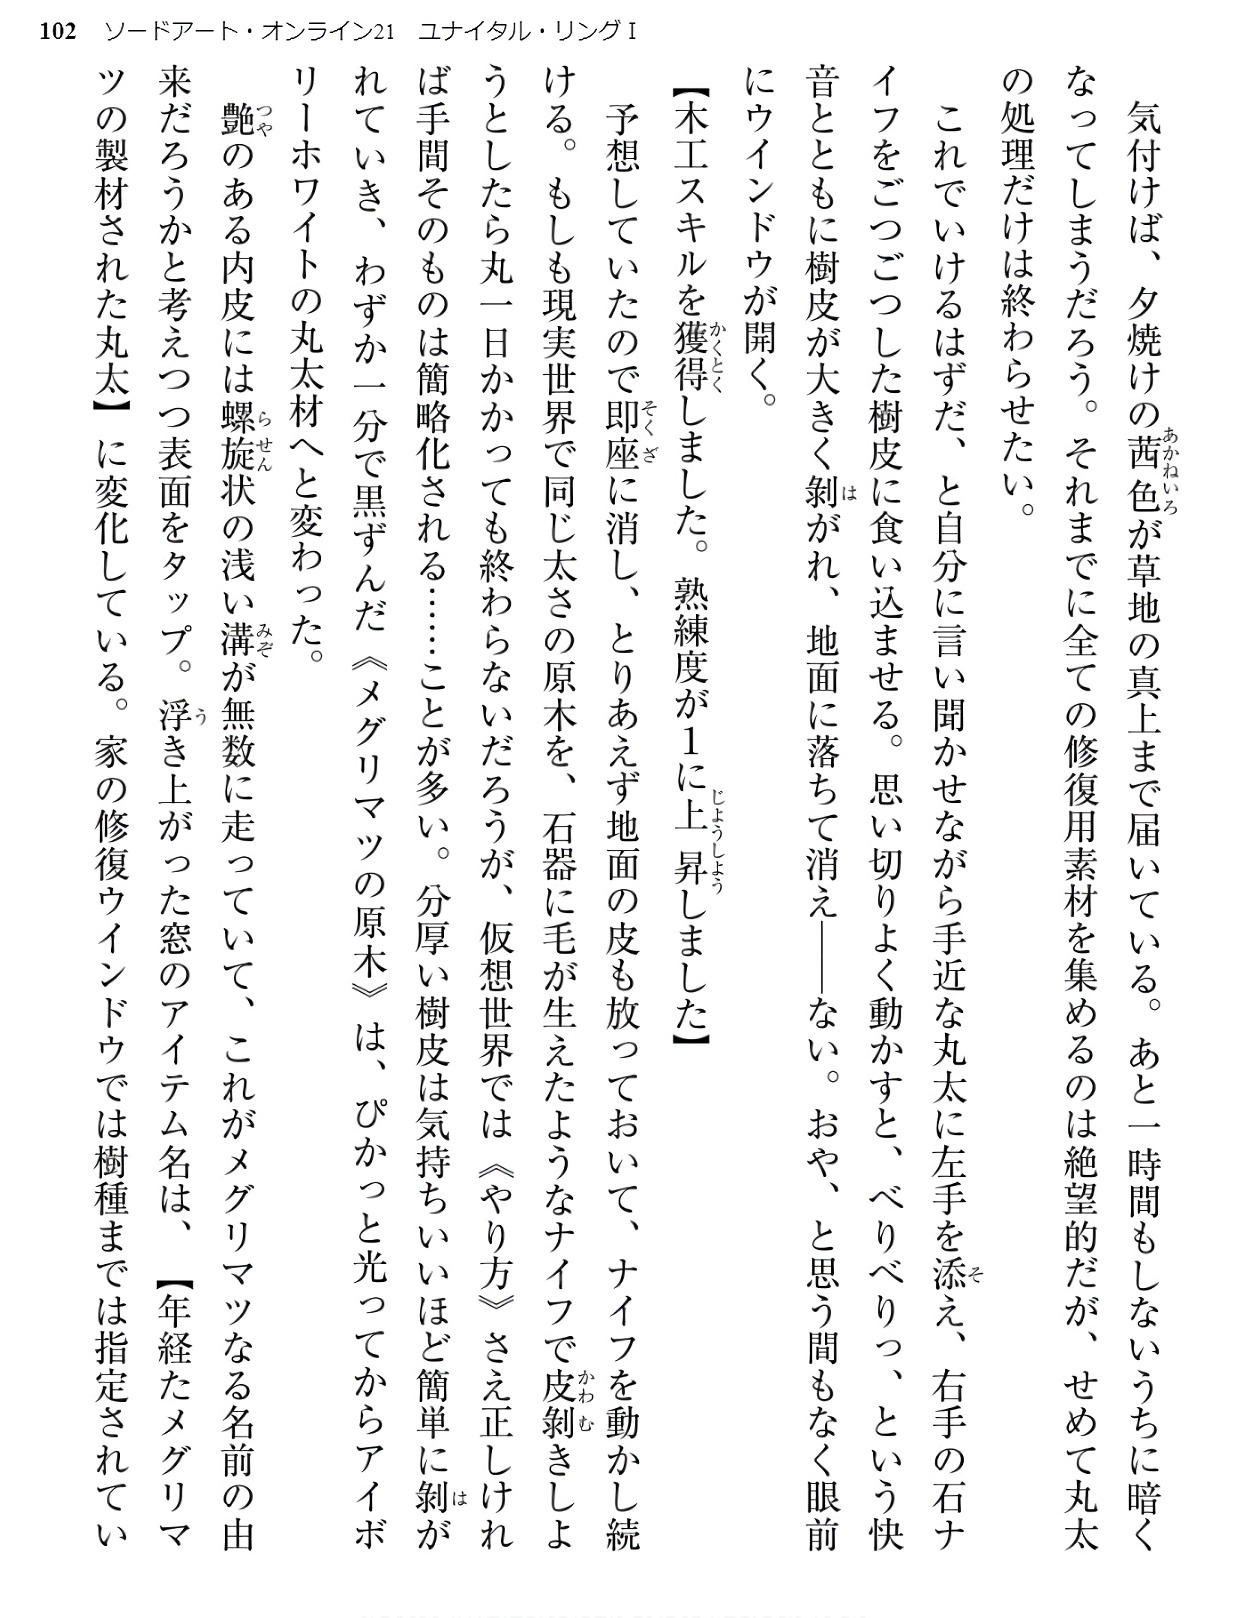 102 ソードアート・オンライン21 ユナイタル・リングⅠ
　気付けば、夕焼けの茜色が草地の真上まで届いている。あと一時間もしないうちに暗く
なってしまうだろう。それまでに全ての修復用素材を集めるのは絶望的だが、せめて丸太
の処理だけは終わらせたい。
　これでいけるはずだ、と自分に言い聞かせながら手近な丸太に左手を添え、右手の石ナ
イフをごつごつした樹皮に食い込ませる。思い切りよく動かすと、べりべりっ、という快
音とともに樹皮が大きく剝がれ、地面に落ちて消え――ない。おや、と思う間もなく眼前
にウインドウが開く。
【木工スキルを獲得しました。熟練度が1に上昇しました】
　予想していたので即座に消し、とりあえず地面の皮も放っておいて、ナイフを動かし続
ける。もしも現実世界で同じ太さの原木を、石器に毛が生えたようなナイフで皮剝きしよ
うとしたら丸一日かかっても終わらないだろうが、仮想世界では《やり方》さえ正しけれ
ば手間そのものは簡略化される……ことが多い。分厚い樹皮は気持ちいいほど簡単に剝が
れていき、わずか一分で黒ずんだ《メグリマツの原木》は、ぴかっと光ってからアイボ
リーホワイトの丸太材へと変わった。
　艶のある内皮には螺旋状の浅い溝が無数に走っていて、これがメグリマツなる名前の由
来だろうかと考えつつ表面をタップ。浮き上がった窓のアイテム名は、【年経たメグリマ
ツの製材された丸太】に変化している。家の修復ウインドウでは樹種までは指定されてい